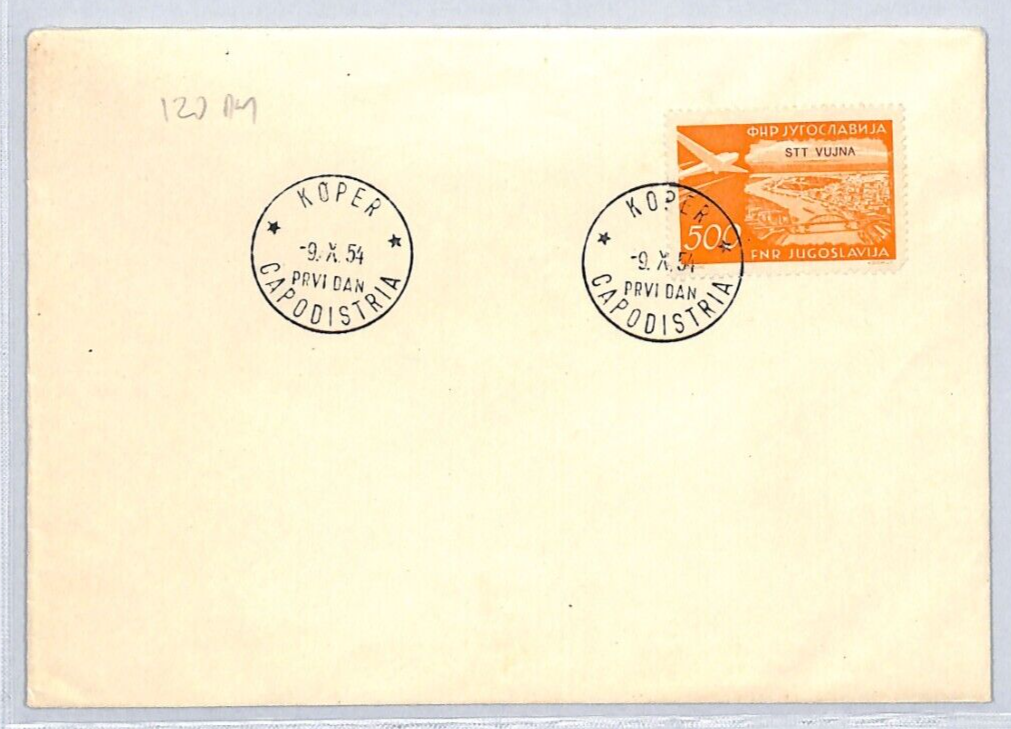 120 DM
KOPER
-9. X. 54
PRVI DAN
CAPODISTRIA
KOPER
-9. X. 54
PRVI DAN
CAPODISTRIA
ФНР ЈУГОСЛАВИЈА
STT VUJNA
500
FNR JUGOSLAVIJA